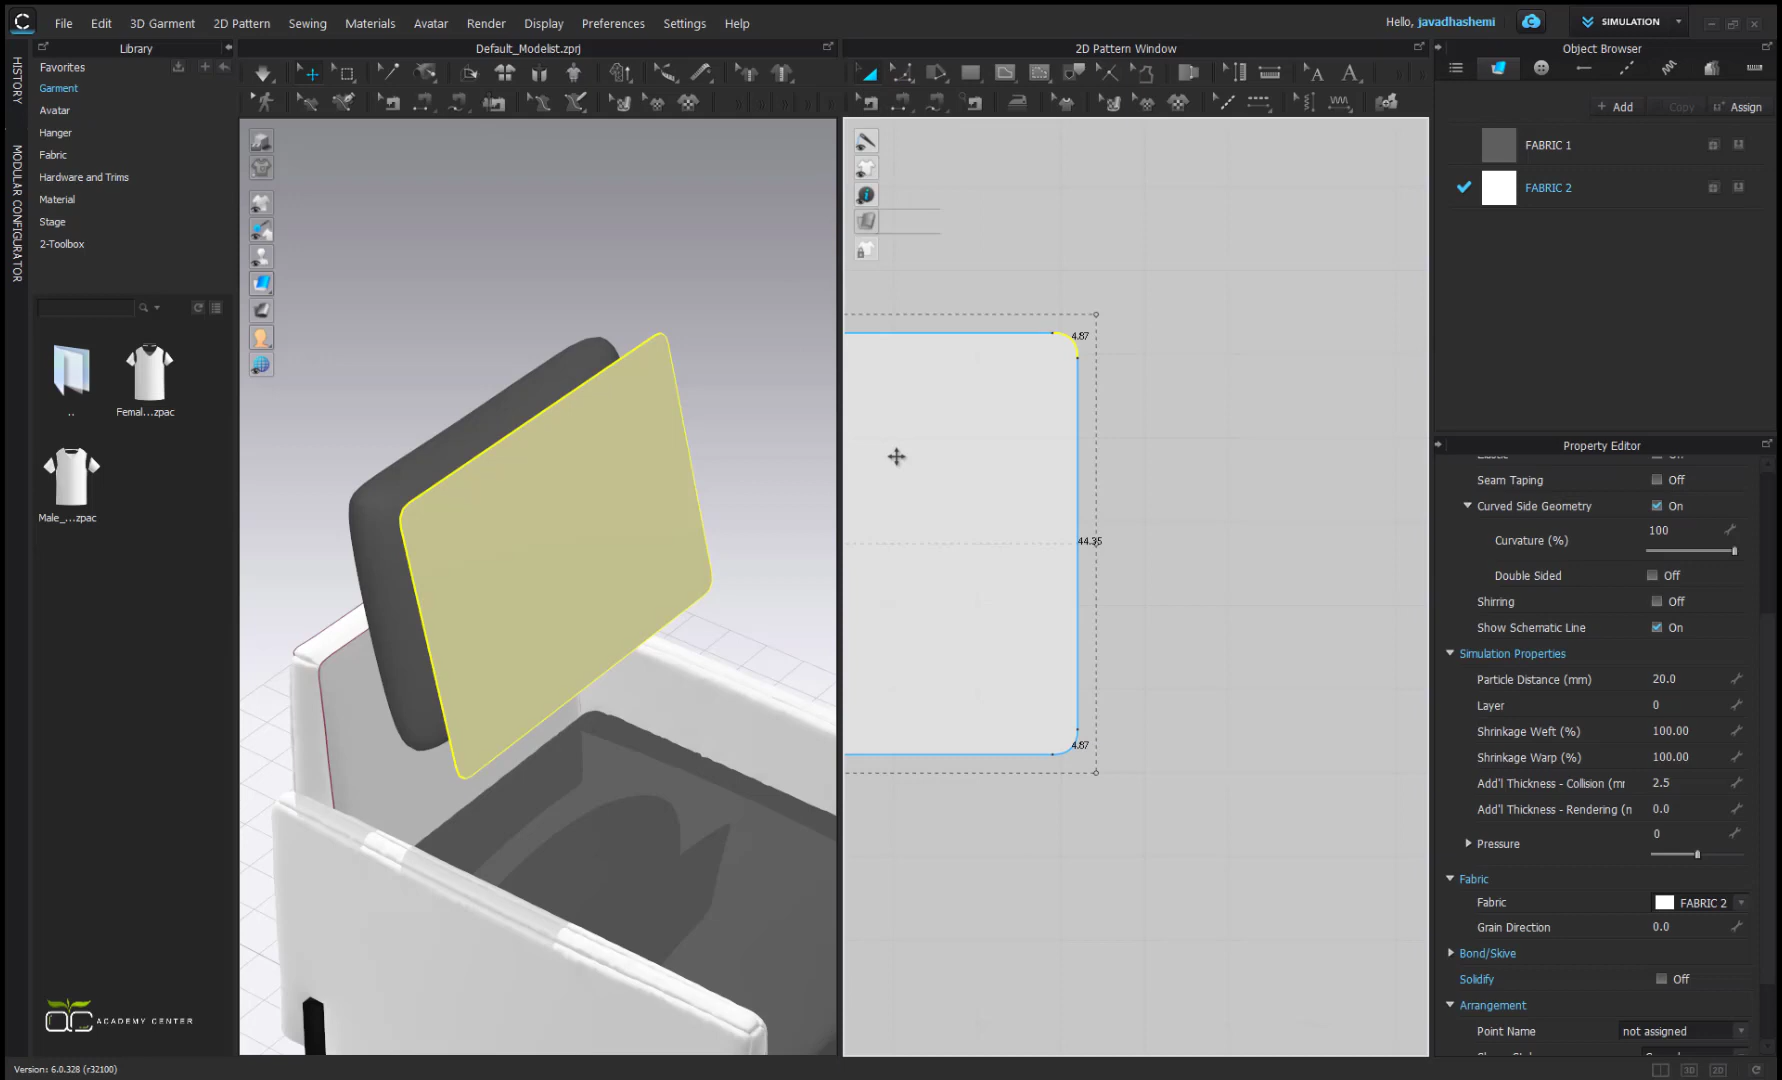 File Edit 3D Garment 2D Pattern Sewing Materials Avatar Render Display Preferences Settings Help
Hello, javadhashemi
SIMULATION
Library
Default_Modelist.zprj
2D Pattern Window
Object Browser
HISTORY
MODULAR CONFIGURATOR
Favorites
Garment
Avatar
Hanger
Fabric
Hardware and Trims
Material
Stage
2-Toolbox
..
Femal...zpac
Male_...zpac
ACADEMY CENTER
4.87
44.35
4.87
Add Copy Assign
FABRIC 1
FABRIC 2
Property Editor
Seam Taping Off
Curved Side Geometry On
100
Curvature (%)
Double Sided Off
Shirring Off
Show Schematic Line On
Simulation Properties
Particle Distance (mm) 20.0
Layer 0
Shrinkage Weft (%) 100.00
Shrinkage Warp (%) 100.00
Add'l Thickness - Collision (mr 2.5
Add'l Thickness - Rendering (n 0.0
0
Pressure
Fabric
Fabric FABRIC 2
Grain Direction 0.0
Bond/Skive
Solidify Off
Arrangement
Point Name not assigned
Version: 6.0.328 (r32100)
3D 2D